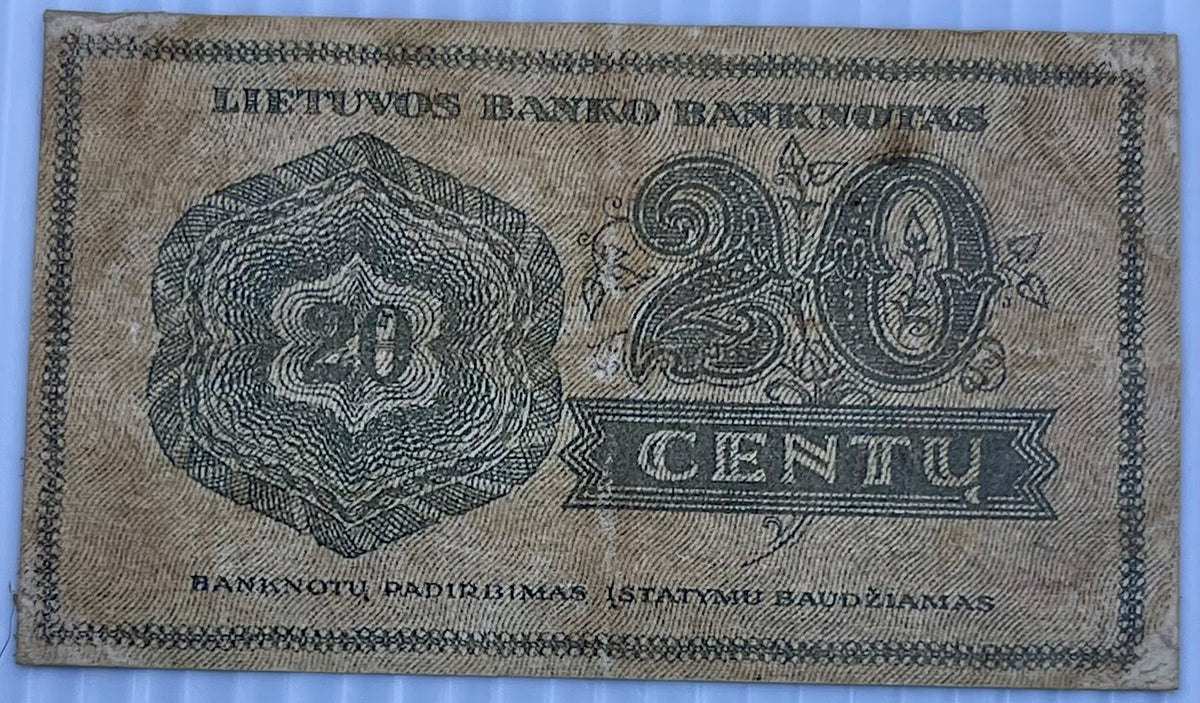 LIETUVOS BANKO BANKNOTAS
20
20
CENTŲ
BANKNOTŲ PADIRBIMAS ĮSTATYMU BAUDŽIAMAS